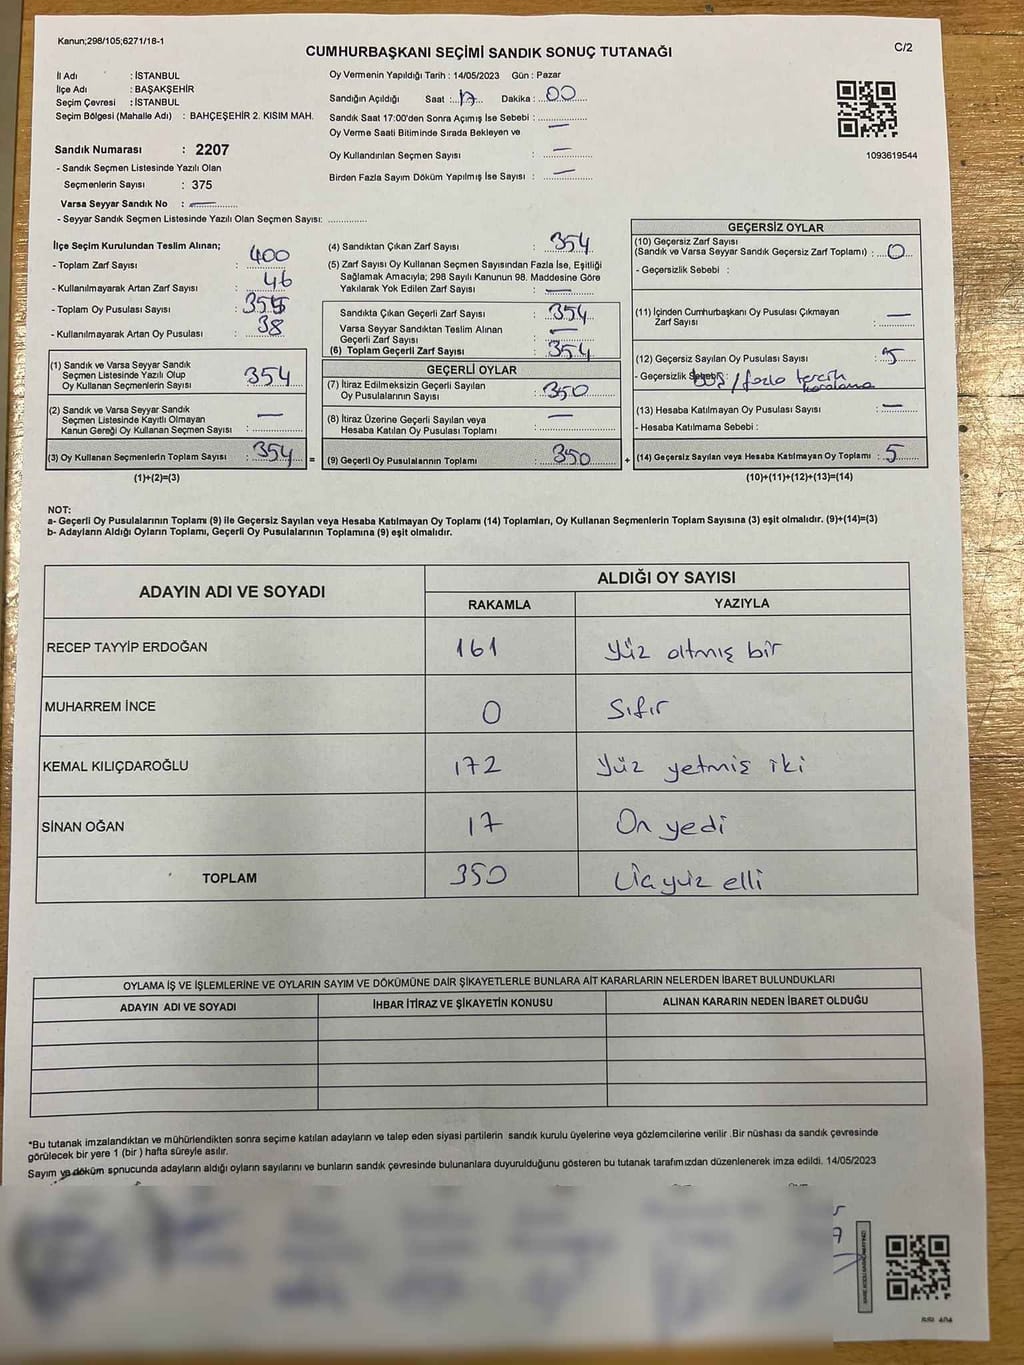 Kanun;298/105;6271/18-1
C/2
CUMHURBAŞKANI SEÇİMİ SANDIK SONUÇ TUTANAĞI
İl Adı : İSTANBUL
İlçe Adı : BAŞAKŞEHİR
Seçim Çevresi : İSTANBUL
Seçim Bölgesi (Mahalle Adı) : BAHÇEŞEHİR 2. KISIM MAH.
Sandık Numarası : 2207
- Sandık Seçmen Listesinde Yazılı Olan
Seçmenlerin Sayısı : 375
Varsa Seyyar Sandık No : —
- Seyyar Sandık Seçmen Listesinde Yazılı Olan Seçmen Sayısı: ..............
Oy Vermenin Yapıldığı Tarih : 14/05/2023 Gün : Pazar
Sandığın Açıldığı Saat : 17 Dakika : 00
Sandık Saat 17:00'den Sonra Açımış İse Sebebi : ..............
Oy Verme Saati Bitiminde Sırada Bekleyen ve —
Oy Kullandırılan Seçmen Sayısı : —
Birden Fazla Sayım Döküm Yapılmış İse Sayısı : —
1093619544
İlçe Seçim Kurulundan Teslim Alınan;
- Toplam Zarf Sayısı : 400
- Kullanılmayarak Artan Zarf Sayısı : 46
- Toplam Oy Pusulası Sayısı :
- Kullanılmayarak Artan Oy Pusulası : 38
(1) Sandık ve Varsa Seyyar Sandık
Seçmen Listesinde Yazılı Olup
Oy Kullanan Seçmenlerin Sayısı : 354
(2) Sandık ve Varsa Seyyar Sandık
Seçmen Listesinde Kayıtlı Olmayan
Kanun Gereği Oy Kullanan Seçmen Sayısı : —
(3) Oy Kullanan Seçmenlerin Toplam Sayısı : 354 =
(1)+(2)=(3)
(4) Sandıktan Çıkan Zarf Sayısı : 354
(5) Zarf Sayısı Oy Kullanan Seçmen Sayısından Fazla İse, Eşitliği
Sağlamak Amacıyla; 298 Sayılı Kanunun 98. Maddesine Göre
Yakılarak Yok Edilen Zarf Sayısı : —
Sandıkta Çıkan Geçerli Zarf Sayısı : 354
Varsa Seyyar Sandıktan Teslim Alınan
Geçerli Zarf Sayısı : —
(6) Toplam Geçerli Zarf Sayısı : 354
GEÇERLİ OYLAR
(7) İtiraz Edilmeksizin Geçerli Sayılan
Oy Pusulalarının Sayısı : 350
(8) İtiraz Üzerine Geçerli Sayılan veya
Hesaba Katılan Oy Pusulası Toplamı : —
(9) Geçerli Oy Pusulalarının Toplamı : 350 +
GEÇERSİZ OYLAR
(10) Geçersiz Zarf Sayısı
(Sandık ve Varsa Seyyar Sandık Geçersiz Zarf Toplamı) : 0
- Geçersizlik Sebebi :
(11) İçinden Cumhurbaşkanı Oy Pusulası Çıkmayan
Zarf Sayısı : —
(12) Geçersiz Sayılan Oy Pusulası Sayısı : 5
- Geçersizlik Sebebi : boş / fazla tercih
karalama
(13) Hesaba Katılmayan Oy Pusulası Sayısı : —
- Hesaba Katılmama Sebebi :
(14) Geçersiz Sayılan veya Hesaba Katılmayan Oy Toplamı : 5
(10)+(11)+(12)+(13)=(14)
NOT:
a- Geçerli Oy Pusulalarının Toplamı (9) ile Geçersiz Sayılan veya Hesaba Katılmayan Oy Toplamı (14) Toplamları, Oy Kullanan Seçmenlerin Toplam Sayısına (3) eşit olmalıdır. (9)+(14)=(3)
b- Adayların Aldığı Oyların Toplamı, Geçerli Oy Pusulalarının Toplamına (9) eşit olmalıdır.
ADAYIN ADI VE SOYADI ALDIĞI OY SAYISI
RAKAMLA YAZIYLA
RECEP TAYYİP ERDOĞAN 161 Yüz altmış bir
MUHARREM İNCE 0 Sıfır
KEMAL KILIÇDAROĞLU 172 Yüz yetmiş iki
SİNAN OĞAN 17 On yedi
TOPLAM 350 Üçyüz elli
OYLAMA İŞ VE İŞLEMLERİNE VE OYLARIN SAYIM VE DÖKÜMÜNE DAİR ŞİKAYETLERLE BUNLARA AİT KARARLARIN NELERDEN İBARET BULUNDUKLARI
ADAYIN ADI VE SOYADI İHBAR İTİRAZ VE ŞİKAYETİN KONUSU ALINAN KARARIN NEDEN İBARET OLDUĞU
*Bu tutanak imzalandıktan ve mühürlendikten sonra seçime katılan adayların ve talep eden siyasi partilerin sandık kurulu üyelerine veya gözlemcilerine verilir .Bir nüshası da sandık çevresinde
görülecek bir yere 1 (bir ) hafta süreyle asılır.
Sayım ve döküm sonucunda adayların aldığı oyların sayılarını ve bunların sandık çevresinde bulunanlara duyurulduğunu gösteren bu tutanak tarafımızdan düzenlenerek imza edildi. 14/05/2023